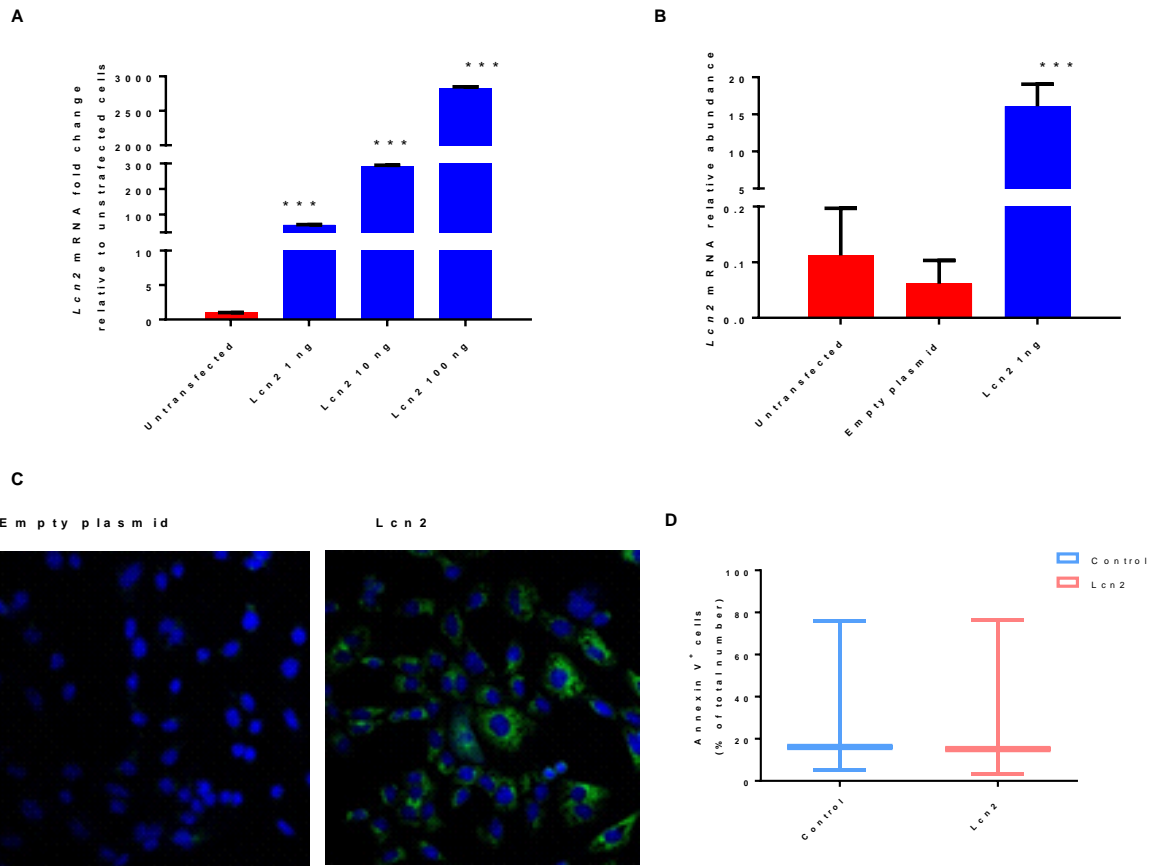 A
B
Lcn2 mRNA fold change
relative to unstrafected cells
3000
2500
2000
300
200
100
10
5
0
***
***
***
Untransfected
Lcn2 1 ng
Lcn2 10 ng
Lcn2 100 ng
Lcn2 mRNA relative abundance
20
15
10
5
0.2
0.1
0.0
***
Untransfected
Empty plasmid
Lcn2 1ng
C
Empty plasmid
Lcn2
D
Annexin V+ cells
(% of total number)
100
80
60
40
20
0
Control
Lcn2
Control
Lcn2